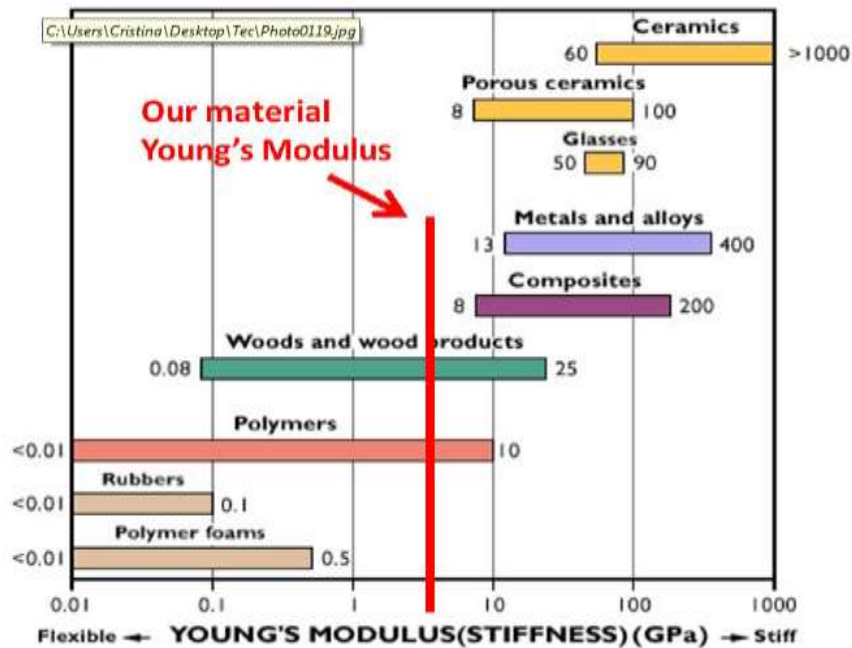 C:\Users\Cristina\Desktop\Tec\Photo0119.jpg
Ceramics
60 >1000
Our material
Young's Modulus
Porous ceramics
8 100
Glasses
50 90
Metals and alloys
13 400
Composites
8 200
Woods and wood products
0.08 25
Polymers
<0.01 10
Rubbers
<0.01 0.1
Polymer foams
<0.01 0.5
0.01 0.1 1 10 100 1000
Flexible ← YOUNG'S MODULUS(STIFFNESS)(GPa) → Stiff